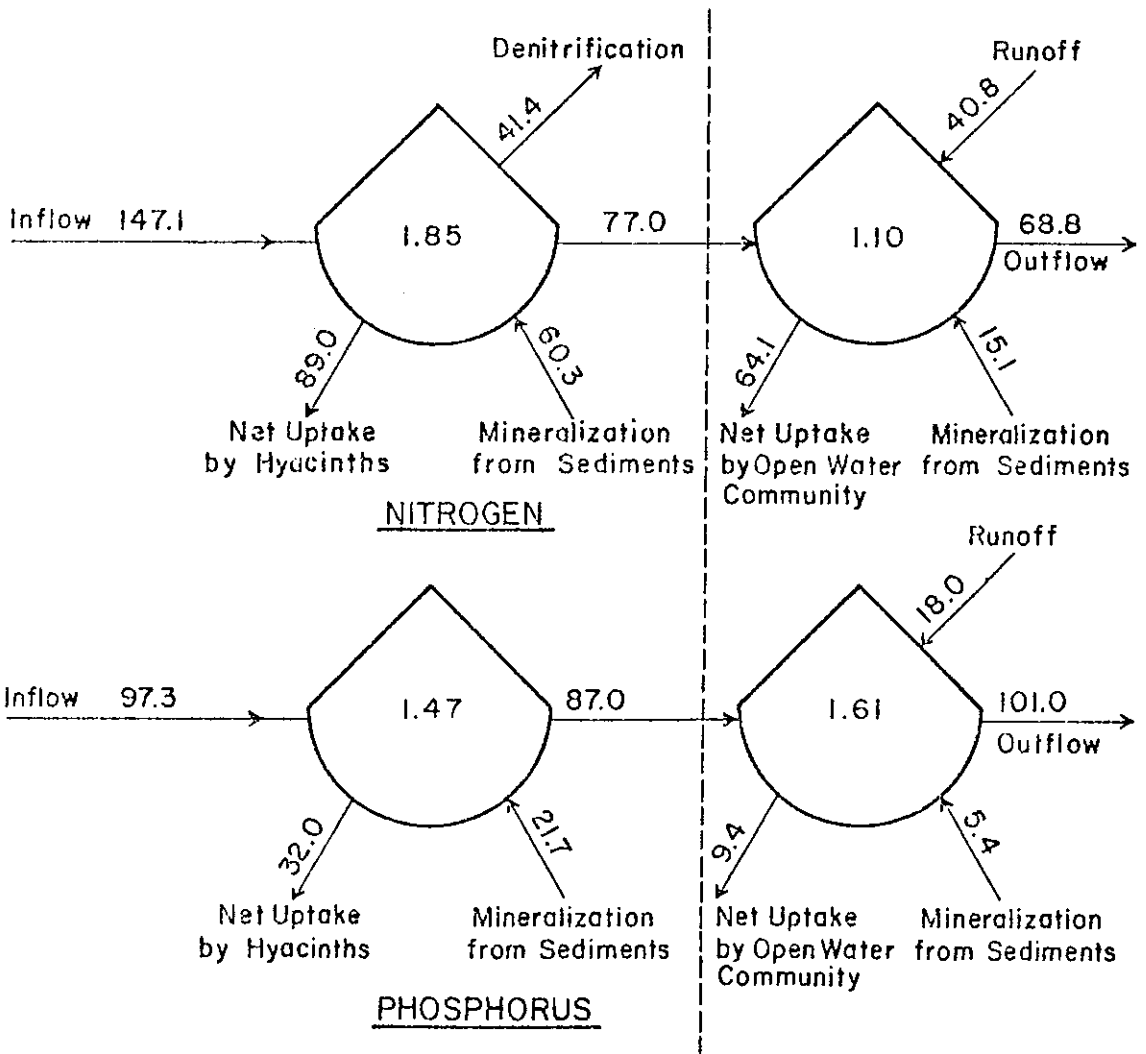 Denitrification
Runoff
41.4
40.8
Inflow 147.1
1.85
77.0
1.10
68.8
Outflow
89.0
60.3
64.1
15.1
Net Uptake
by Hyacinths
Mineralization
from Sediments
Net Uptake
by Open Water
Community
Mineralization
from Sediments
NITROGEN
Runoff
18.0
Inflow 97.3
1.47
87.0
1.61
101.0
Outflow
32.0
21.7
9.4
5.4
Net Uptake
by Hyacinths
Mineralization
from Sediments
Net Uptake
by Open Water
Community
Mineralization
from Sediments
PHOSPHORUS